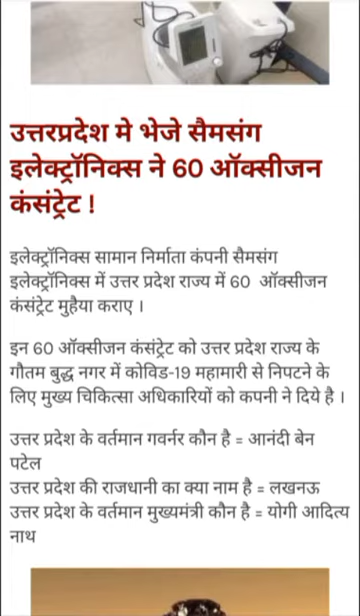 उत्तरप्रदेश मे भेजे सैमसंग
इलेक्ट्रॉनिक्स ने 60 ऑक्सीजन
कंसंट्रेट !
इलेक्ट्रॉनिक्स सामान निर्माता कंपनी सैमसंग
इलेक्ट्रॉनिक्स में उत्तर प्रदेश राज्य में 60 ऑक्सीजन
कंसंट्रेट मुहैया कराए ।
इन 60 ऑक्सीजन कंसंट्रेट को उत्तर प्रदेश राज्य के
गौतम बुद्ध नगर में कोविड-19 महामारी से निपटने के
लिए मुख्य चिकित्सा अधिकारियों को कंपनी ने दिये है ।
उत्तर प्रदेश के वर्तमान गवर्नर कौन है = आनंदी बेन
पटेल
उत्तर प्रदेश की राजधानी का क्या नाम है = लखनऊ
उत्तर प्रदेश के वर्तमान मुख्यमंत्री कौन है = योगी आदित्य
नाथ